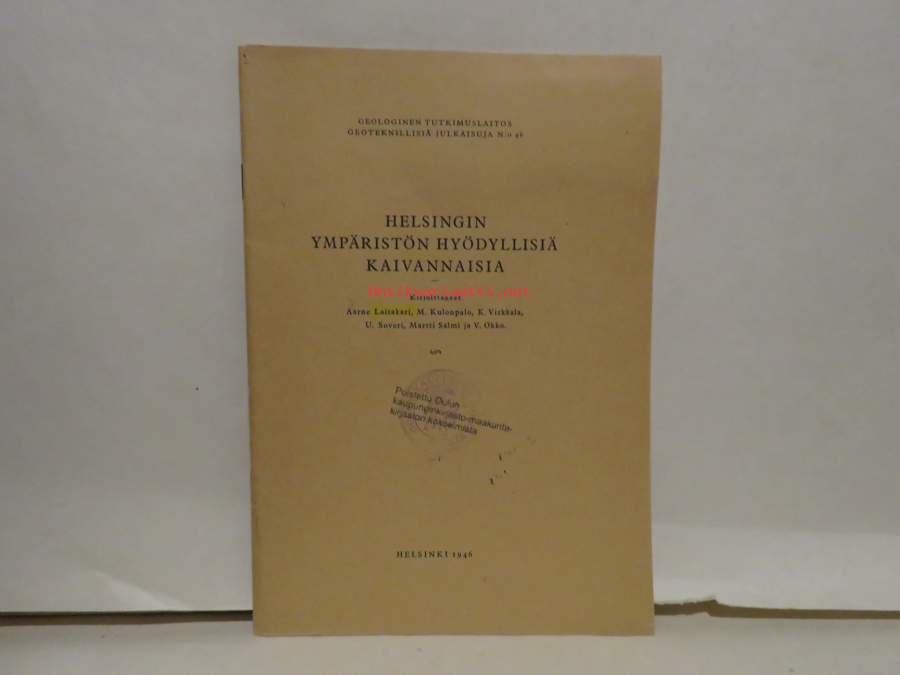 GEOLOGINEN TUTKIMUSLAITOS
GEOTEKNILLISIÄ JULKAISUJA N:o 46
HELSINGIN
YMPÄRISTÖN HYÖDYLLISIÄ
KAIVANNAISIA
Kirjoittaneet
Aarne Laitakari, M. Kulonpalo, K. Virkkala,
U. Soveri, Martti Salmi ja V. Okko.
Poistettu Oulun
kaupunginkirjasto-maakunta-
kirjaston kokoelmista
HELSINKI 1946